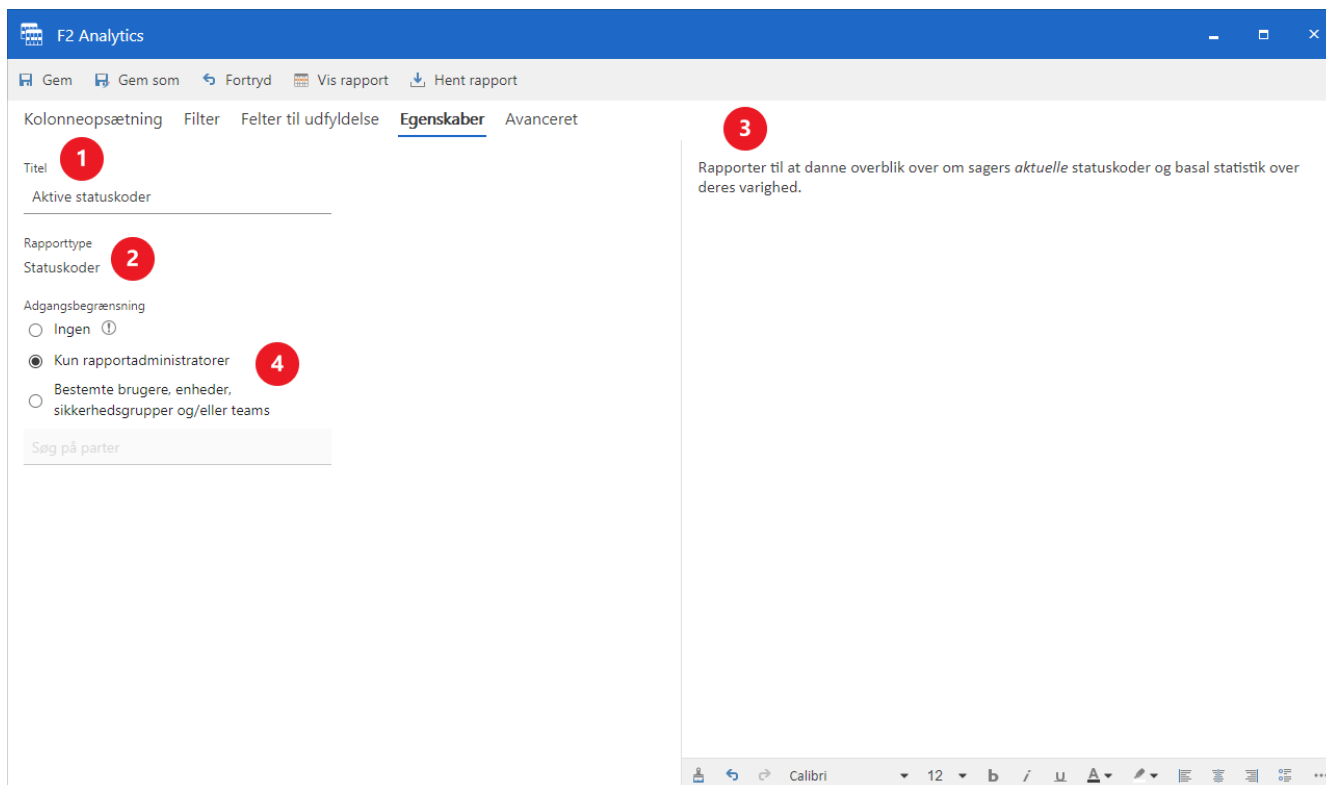 F2 Analytics
Gem Gem som Fortryd Vis rapport Hent rapport
Kolonneopsætning Filter Felter til udfyldelse Egenskaber Avanceret
1
Titel
Aktive statuskoder
Rapporttype
2
Statuskoder
Adgangsbegrænsning
Ingen
Kun rapportadministratorer
4
Bestemte brugere, enheder,
sikkerhedsgrupper og/eller teams
Søg på parter
3
Rapporter til at danne overblik over om sagers aktuelle statuskoder og basal statistik over
deres varighed.
Calibri 12 b i u A